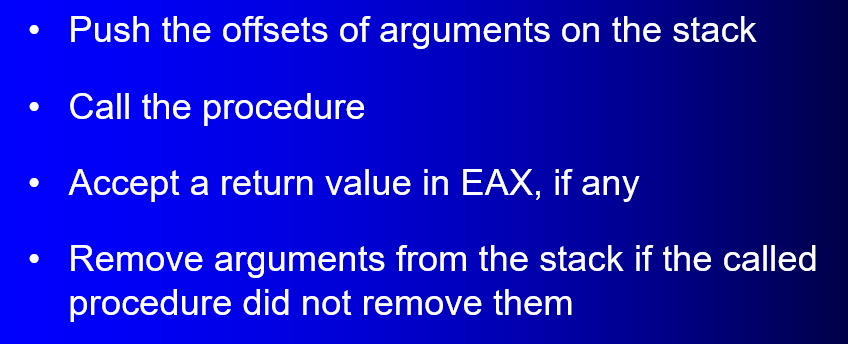 • Push the offsets of arguments on the stack
• Call the procedure
• Accept a return value in EAX, if any
• Remove arguments from the stack if the called
procedure did not remove them